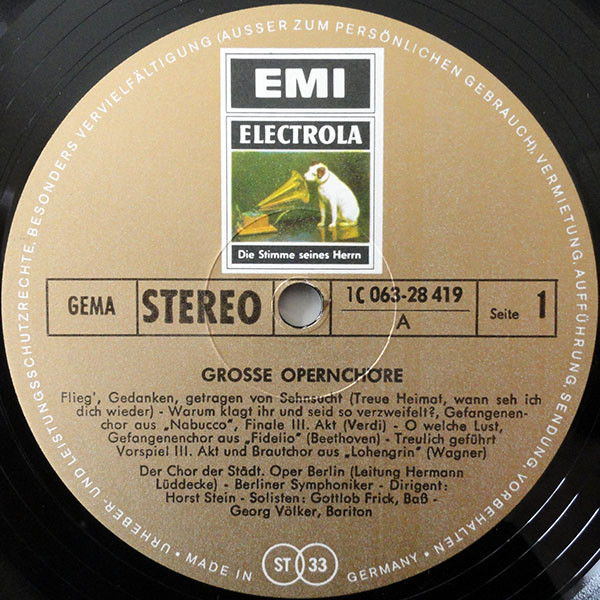 EMI
ELECTROLA
Die Stimme seines Herrn
GEMA
STEREO
1C 063-28 419
A
Seite 1
GROSSE OPERNCHÖRE
Flieg', Gedanken, getragen von Sehnsucht (Treue Heimat, wann seh ich
dich wieder) - Warum klagt ihr und seid so verzweifelt?, Gefangenen-
chor aus „Nabucco", Finale III. Akt (Verdi) - O welche Lust,
Gefangenenchor aus „Fidelio" (Beethoven) - Treulich geführt
Vorspiel III. Akt und Brautchor aus „Lohengrin" (Wagner)
Der Chor der Städt. Oper Berlin (Leitung Hermann
Lüddecke) - Berliner Symphoniker - Dirigent:
Horst Stein - Solisten: Gottlob Frick, Baß -
Georg Völker, Bariton
ST 33
URHEBER- UND LEISTUNGSSCHUTZRECHTE, BESONDERS VERVIELFÄLTIGUNG (AUSSER ZUM PERSÖNLICHEN GEBRAUCH), VERMIETUNG, AUFFÜHRUNG, SENDUNG, VORBEHALTEN • MADE IN GERMANY •